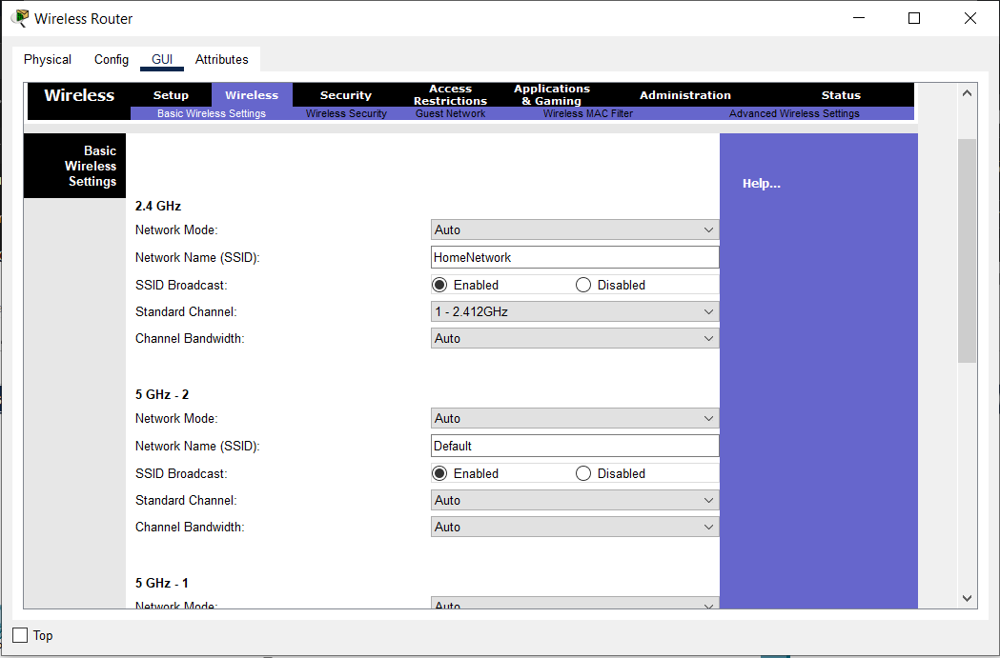 Wireless Router
Physical Config GUI Attributes
Wireless Setup Wireless Security Access Restrictions Applications & Gaming Administration Status
Basic Wireless Settings Wireless Security Guest Network Wireless MAC Filter Advanced Wireless Settings
Basic
Wireless
Settings
Help...
2.4 GHz
Network Mode: Auto
Network Name (SSID): HomeNetwork
SSID Broadcast: Enabled Disabled
Standard Channel: 1 - 2.412GHz
Channel Bandwidth: Auto
5 GHz - 2
Network Mode: Auto
Network Name (SSID): Default
SSID Broadcast: Enabled Disabled
Standard Channel: Auto
Channel Bandwidth: Auto
5 GHz - 1
Network Mode: Auto
Top